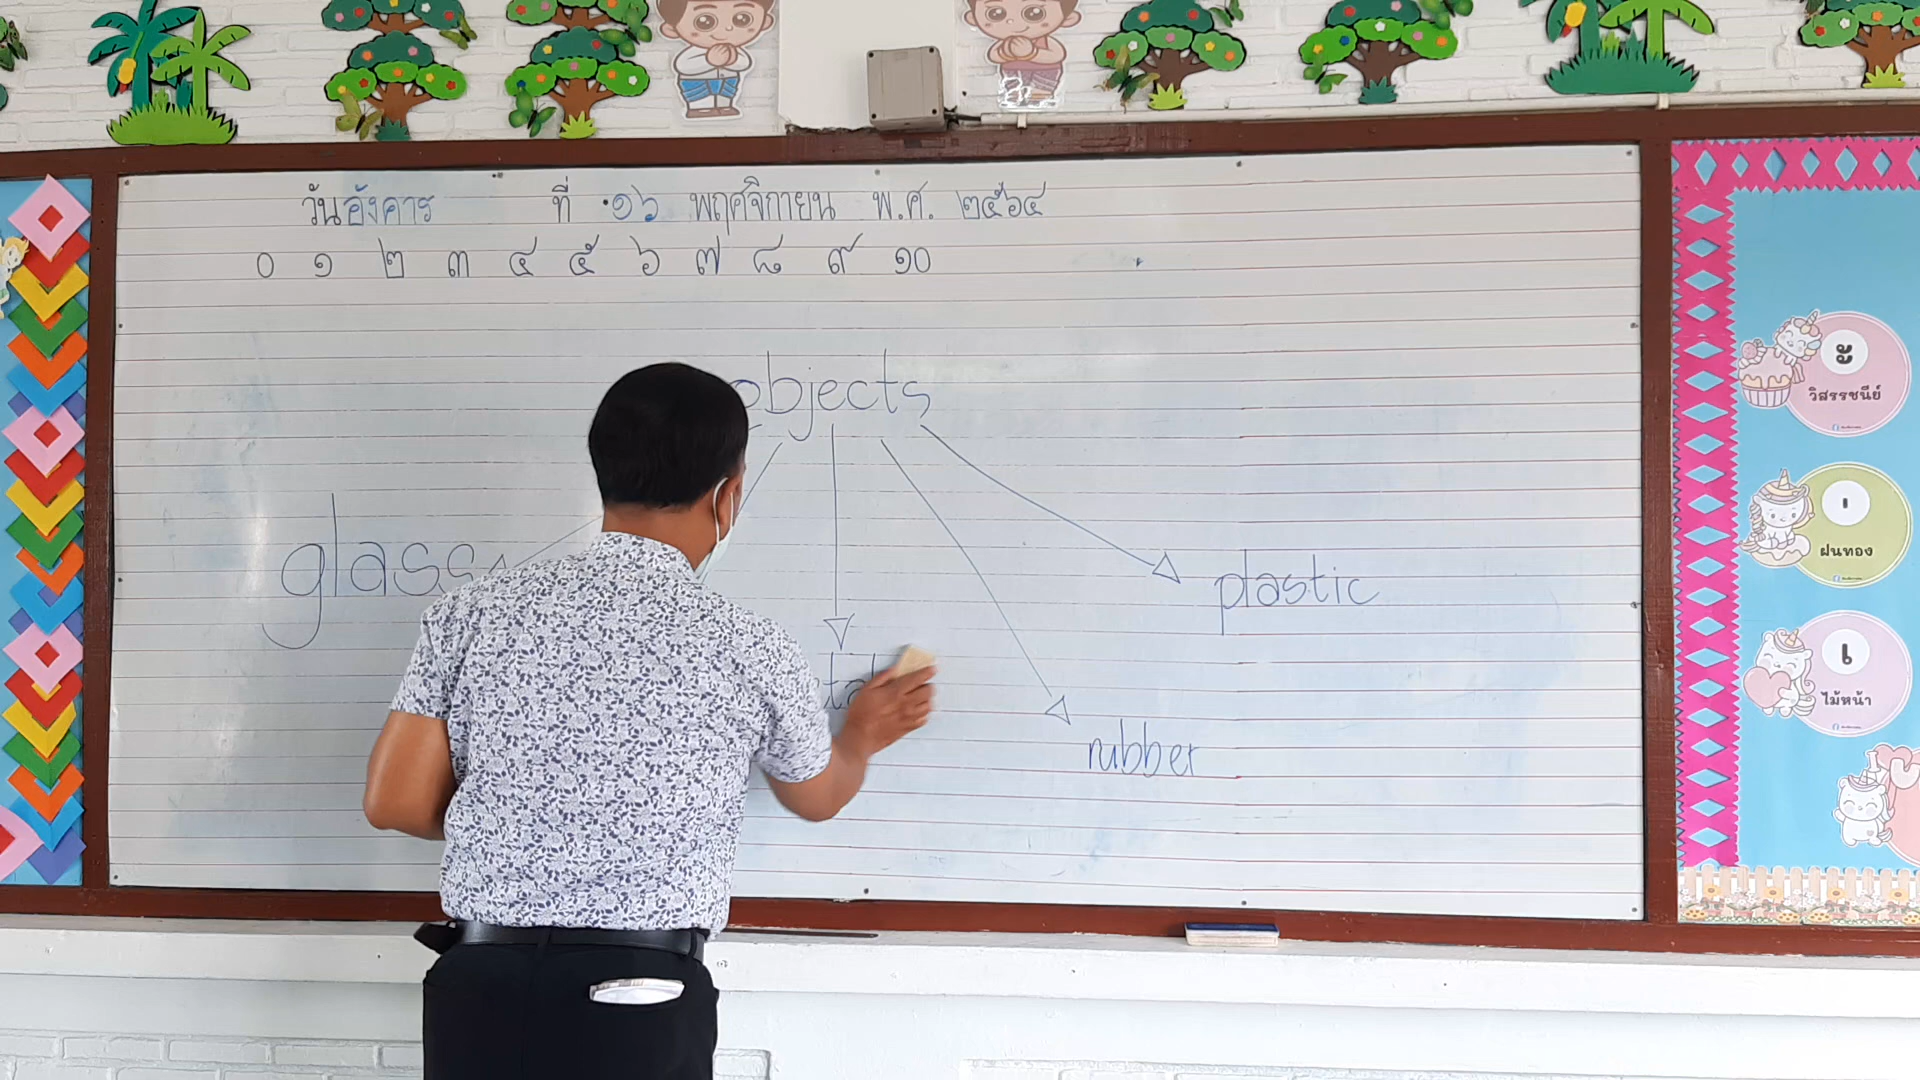 วันอังคาร ที่ ๑๖ พฤศจิกายน พ.ศ. ๒๕๖๔
๐ ๑ ๒ ๓ ๔ ๕ ๖ ๗ ๘ ๙ ๑๐
objects
glass
plastic
rubber
ะ
วิสรรชนีย์
า
ฝนทอง
เ
ไม้หน้า